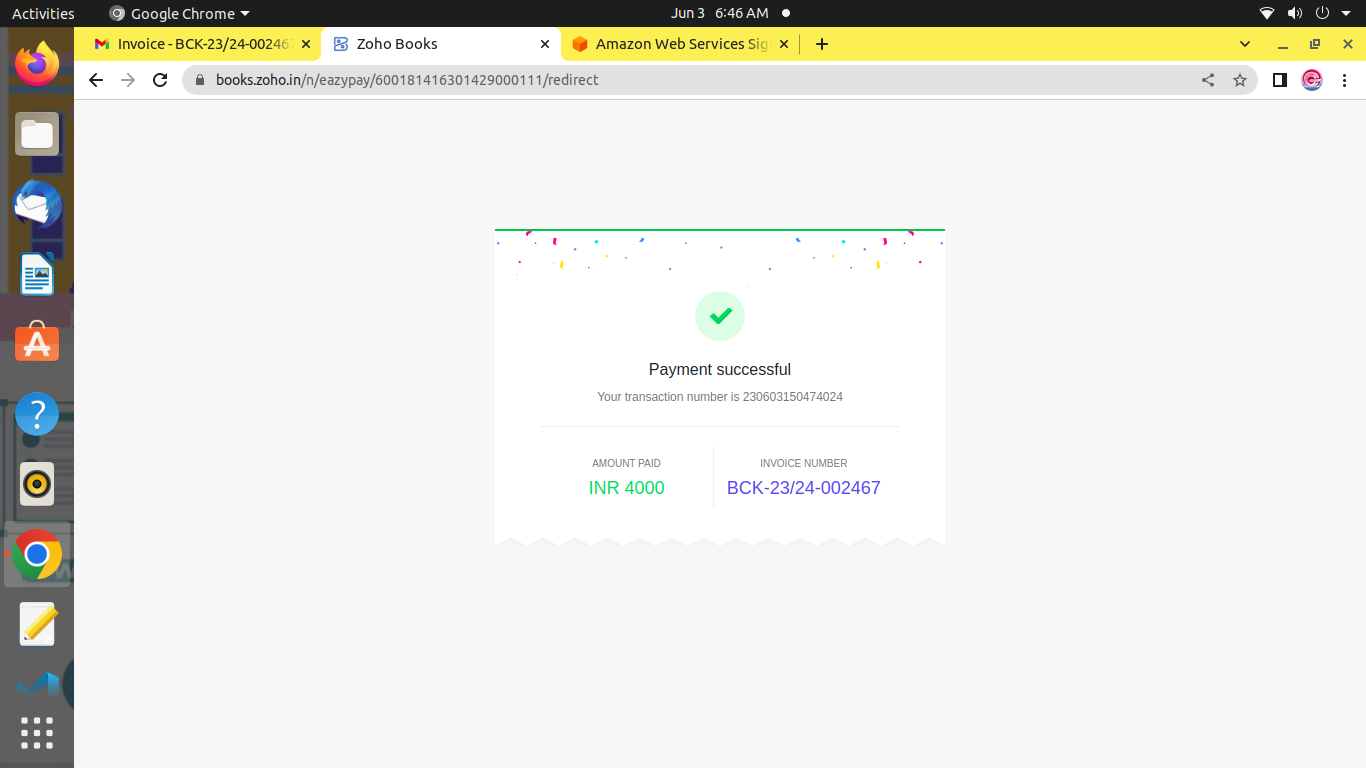 Activities
Google Chrome
Jun 3 6:46 AM
Invoice - BCK-23/24-002467
Zoho Books
Amazon Web Services Sig
books.zoho.in/n/eazypay/600181416301429000111/redirect
Payment successful
Your transaction number is 230603150474024
AMOUNT PAID
INVOICE NUMBER
INR 4000
BCK-23/24-002467